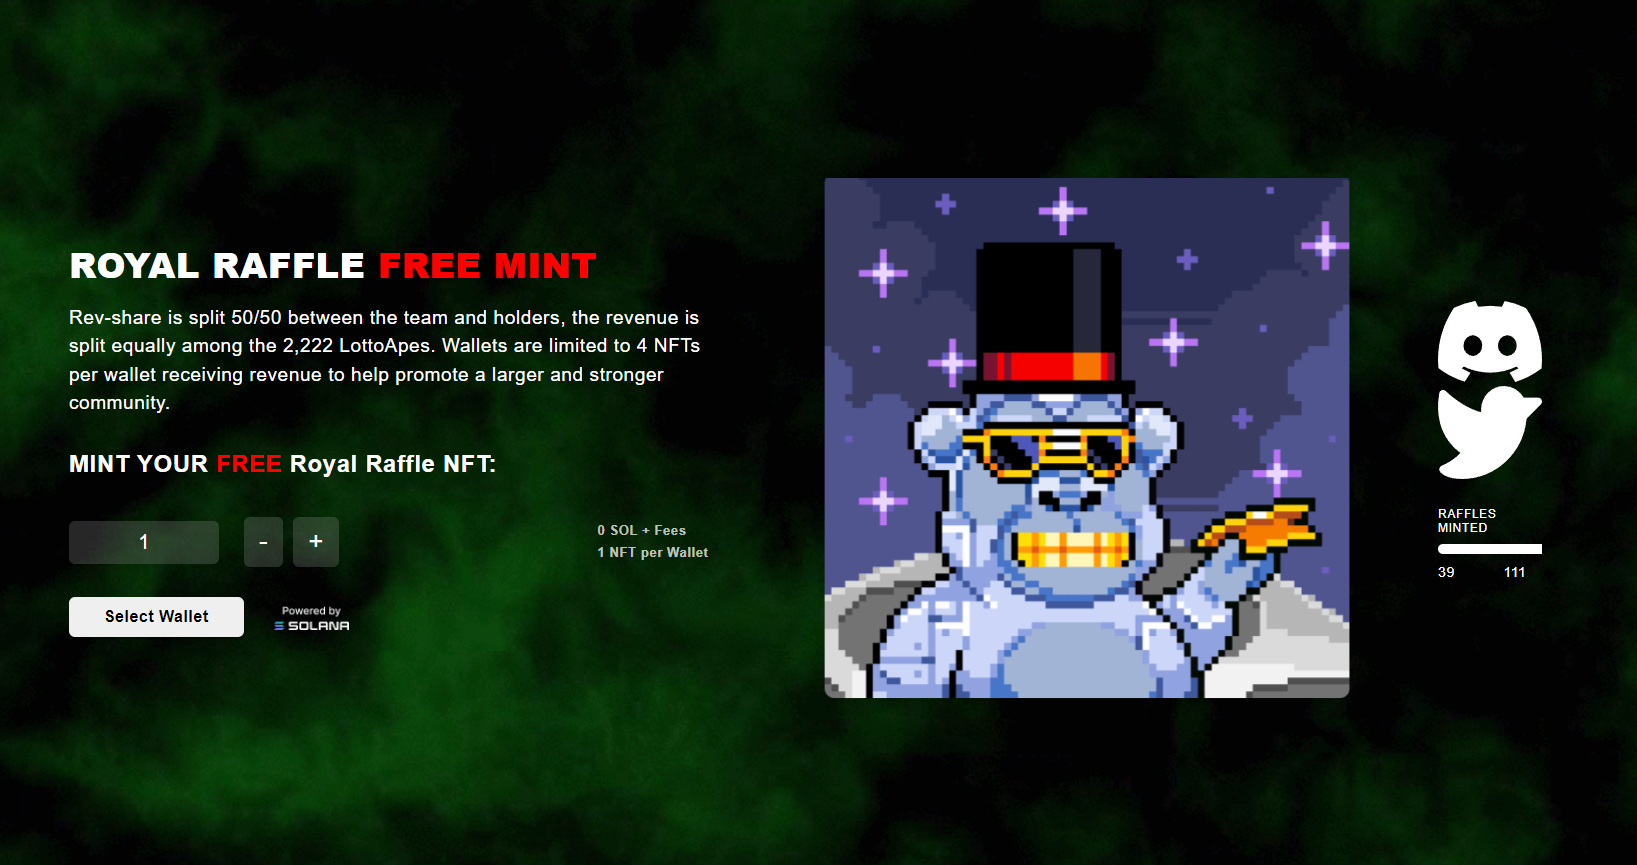 ROYAL RAFFLE FREE MINT
Rev-share is split 50/50 between the team and holders, the revenue is
split equally among the 2,222 LottoApes. Wallets are limited to 4 NFTs
per wallet receiving revenue to help promote a larger and stronger
community.
MINT YOUR FREE Royal Raffle NFT:
1
-
+
0 SOL + Fees
1 NFT per Wallet
Select Wallet
Powered by
SOLANA
RAFFLES
MINTED
39 111